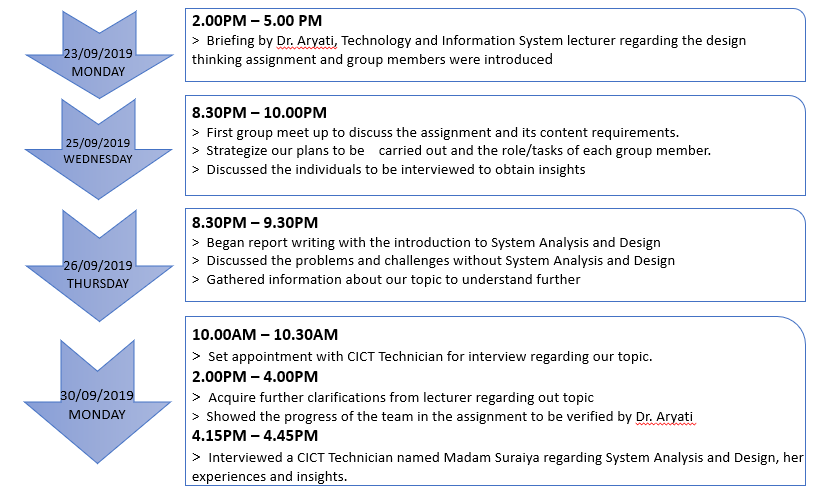 23/09/2019
MONDAY
2.00PM – 5.00 PM
> Briefing by Dr. Aryati, Technology and Information System lecturer regarding the design
thinking assignment and group members were introduced
25/09/2019
WEDNESDAY
8.30PM – 10.00PM
> First group meet up to discuss the assignment and its content requirements.
> Strategize our plans to be   carried out and the role/tasks of each group member.
> Discussed the individuals to be interviewed to obtain insights
26/09/2019
THURSDAY
8.30PM – 9.30PM
> Began report writing with the introduction to System Analysis and Design
> Discussed the problems and challenges without System Analysis and Design
> Gathered information about our topic to understand further
30/09/2019
MONDAY
10.00AM – 10.30AM
> Set appointment with CICT Technician for interview regarding our topic.
2.00PM – 4.00PM
> Acquire further clarifications from lecturer regarding out topic
> Showed the progress of the team in the assignment to be verified by Dr. Aryati
4.15PM – 4.45PM
> Interviewed a CICT Technician named Madam Suraiya regarding System Analysis and Design, her
experiences and insights.